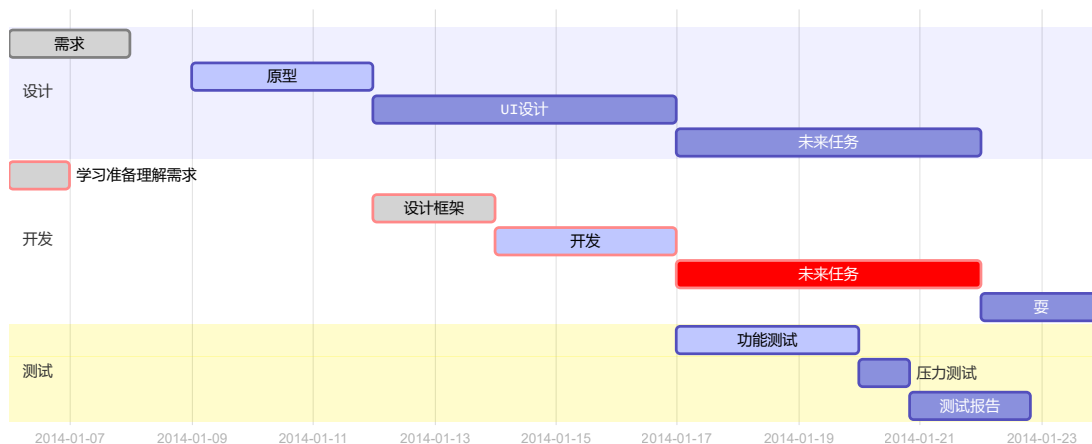 需求
原型
设计
UI设计
未来任务
学习准备理解需求
设计框架
开发
开发
未来任务
耍
功能测试
测试
压力测试
测试报告
2014-01-07 2014-01-09 2014-01-11 2014-01-13 2014-01-15 2014-01-17 2014-01-19 2014-01-21 2014-01-23